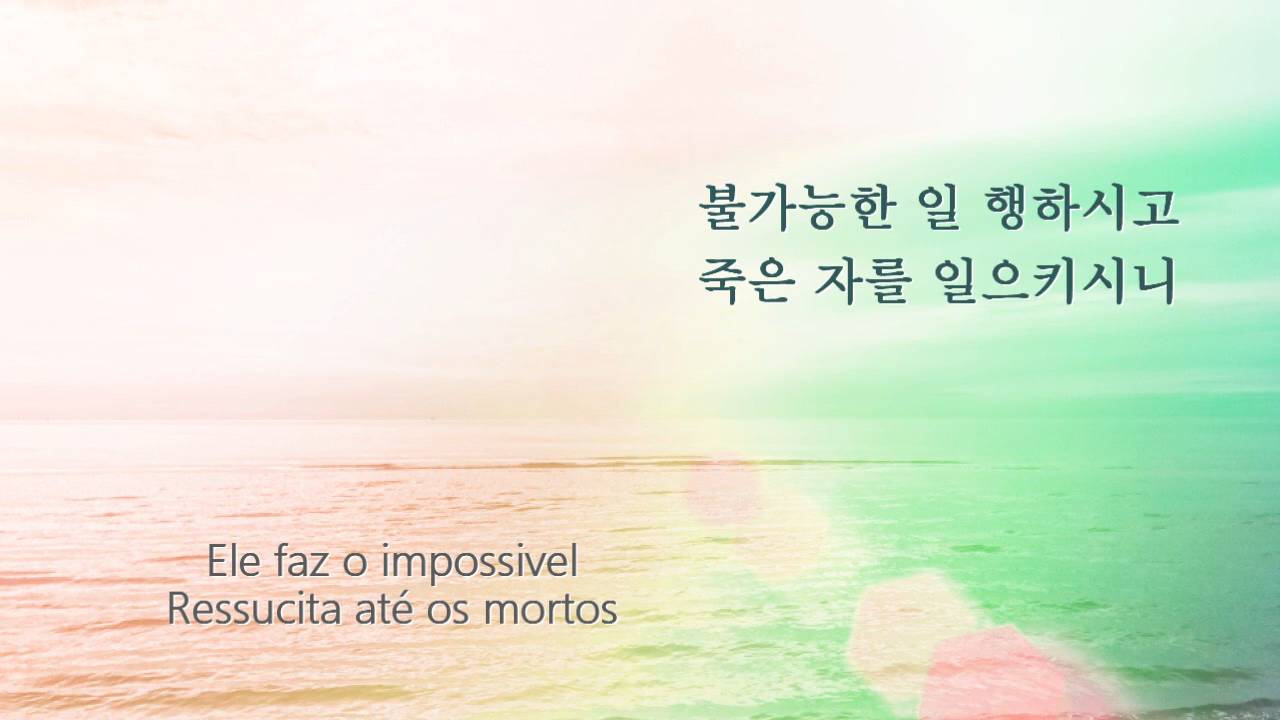 불가능한 일 행하시고
죽은 자를 일으키시니
Ele faz o impossivel
Ressucita até os mortos